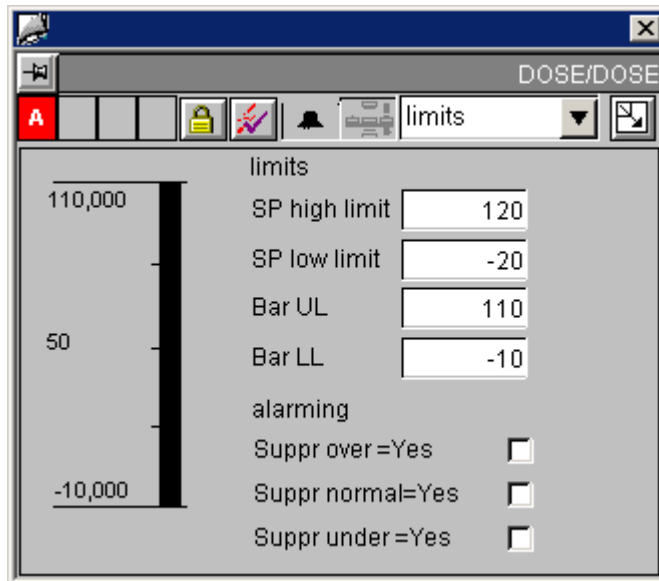 DOSE/DOSE
A
limits
limits
110,000
50
-10,000
SP high limit 120
SP low limit -20
Bar UL 110
Bar LL -10
alarming
Suppr over =Yes
Suppr normal=Yes
Suppr under =Yes